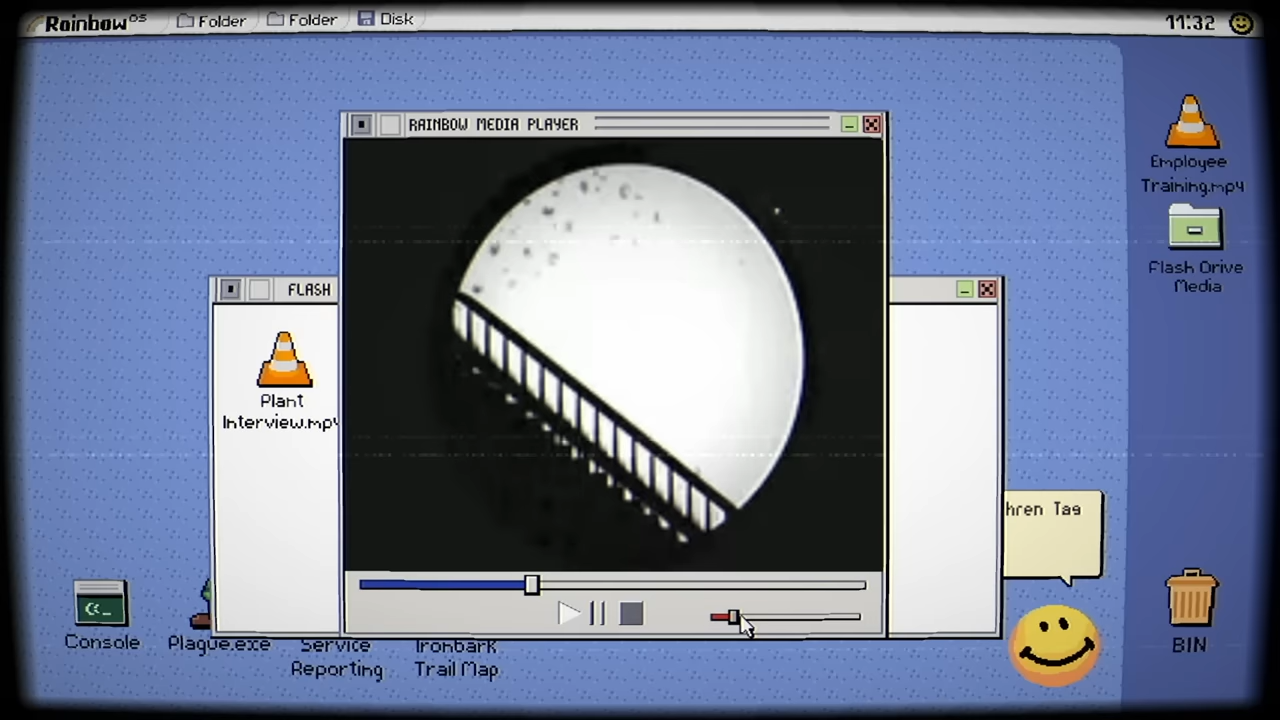 Rainbow OS
Folder
Folder
Disk
11:32
RAINBOW MEDIA PLAYER
Employee
Training.mp4
FLASH
Flash Drive
Media
Plant
Interview.mp4
hren Tag
Console
Plague.exe
Service
Reporting
Ironbark
Trail Map
BIN